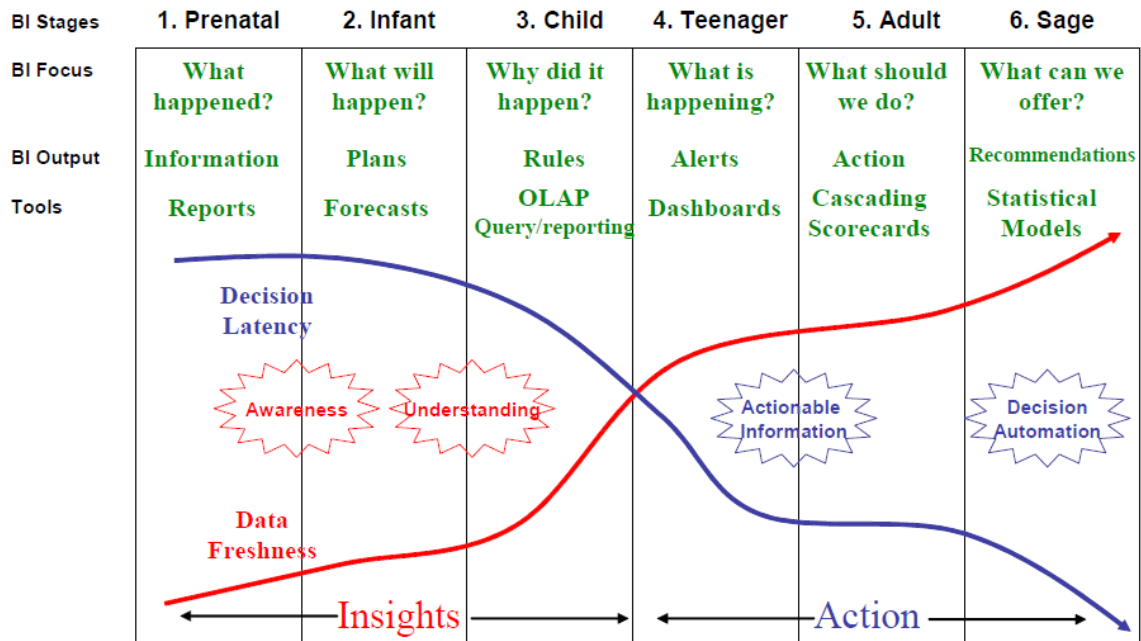 BI Stages 1. Prenatal 2. Infant 3. Child 4. Teenager 5. Adult 6. Sage
BI Focus What What will Why did it What is What should What can we
happened? happen? happen? happening? we do? offer?
BI Output Information Plans Rules Alerts Action Recommendations
Tools Reports Forecasts OLAP Dashboards Cascading Statistical
Query/reporting Scorecards Models
Decision
Latency
Awareness Understanding Actionable Decision
Information Automation
Data
Freshness
Insights Action